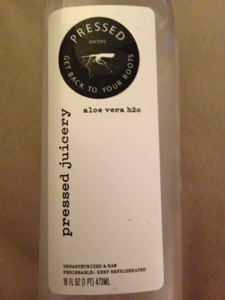 PRESSED
JUICERY
GET BACK TO YOUR ROOTS
aloe vera h2o
pressed juicery
UNPASTEURIZED & RAW
PERISHABLE: KEEP REFRIGERATED
16 FL OZ (1 PT) 473ML